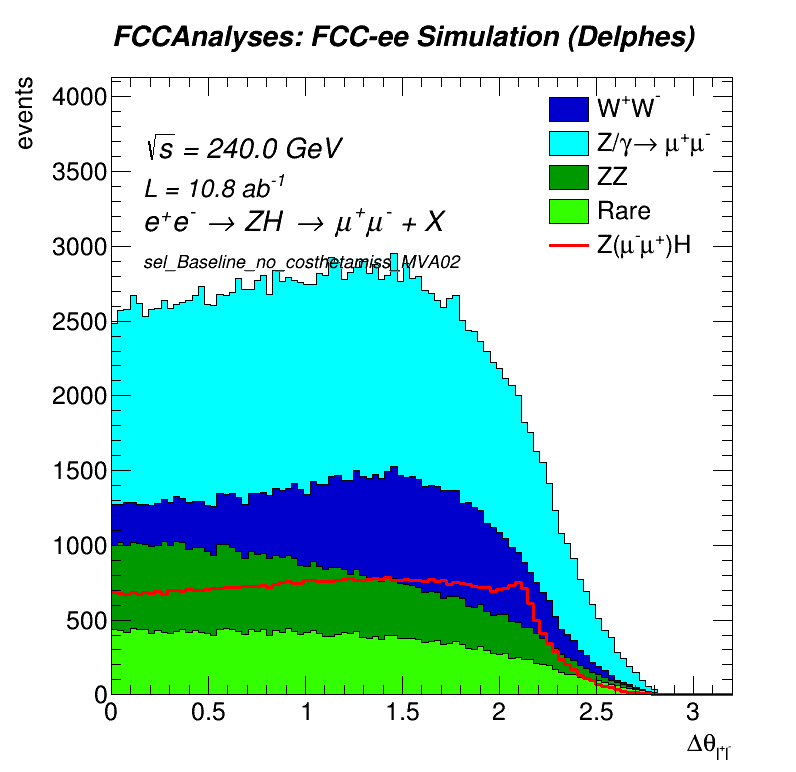 FCCAnalyses: FCC-ee Simulation (Delphes)
events
4000
3500
3000
2500
2000
1500
1000
500
0
√s = 240.0 GeV
L = 10.8 ab⁻¹
e⁺e⁻ → ZH → μ⁺μ⁻ + X
sel_Baseline_no_costhetamiss_MVA02
W⁺W⁻
Z/γ→ μ⁺μ⁻
ZZ
Rare
Z(μ⁻μ⁺)H
0 0.5 1 1.5 2 2.5 3
Δθ_l⁺l⁻